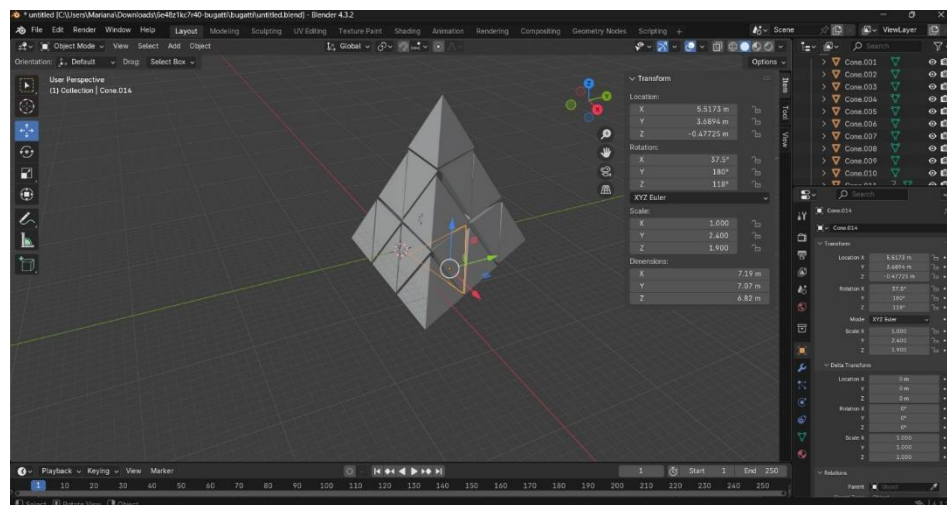 * untitled [C:\Users\Mariana\Downloads\6e48z1kc7r40-bugatti\bugatti\untitled.blend] - Blender 4.3.2
File Edit Render Window Help Layout Modeling Sculpting UV Editing Texture Paint Shading Animation Rendering Compositing Geometry Nodes Scripting + Scene ViewLayer
Object Mode View Select Add Object Global Search
Orientation: Default Drag: Select Box Options
User Perspective
(1) Collection | Cone.014
Y
X
Z
Transform
Location:
X 5.5173 m
Y 3.6894 m
Z -0.47725 m
Rotation:
X 37.5°
Y 180°
Z 118°
XYZ Euler
Scale:
X 1.000
Y 2.400
Z 1.900
Dimensions:
X 7.19 m
Y 7.07 m
Z 6.82 m
Item
Tool
View
Cone.001
Cone.002
Cone.003
Cone.004
Cone.005
Cone.006
Cone.007
Cone.008
Cone.009
Cone.010
Search
Cone.014
Cone.014
Transform
Location X 5.5173 m
Y 3.6894 m
Z -0.47725 m
Rotation X 37.5°
Y 180°
Z 118°
Mode XYZ Euler
Scale X 1.000
Y 2.400
Z 1.900
Delta Transform
Location X 0 m
Y 0 m
Z 0 m
Rotation X 0°
Y 0°
Z 0°
Scale X 1.000
Y 1.000
Z 1.000
Relations
Parent Object
Playback Keying View Marker 1 Start 1 End 250
1 10 20 30 40 50 60 70 80 90 100 110 120 130 140 150 160 170 180 190 200 210 220 230 240 250
Select Rotate View Object